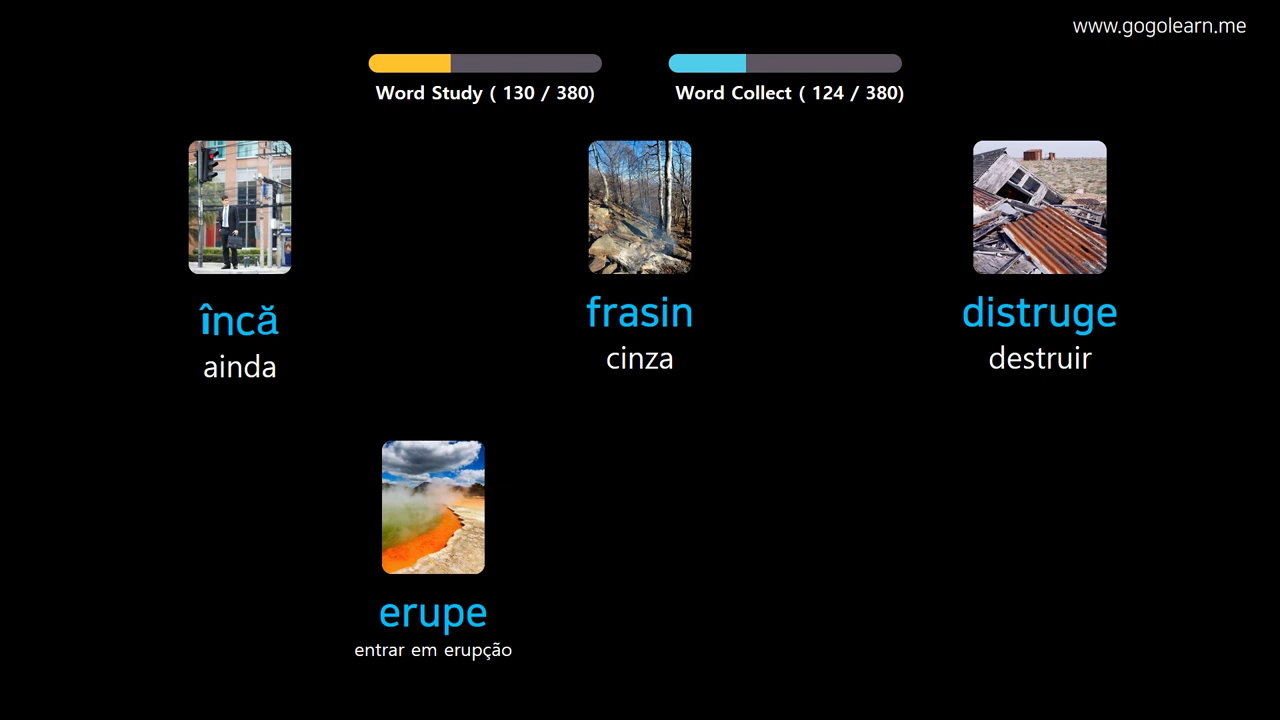 www.gogolearn.me
Word Study ( 130 / 380)
Word Collect ( 124 / 380)
încă
ainda
frasin
cinza
distruge
destruir
erupe
entrar em erupção